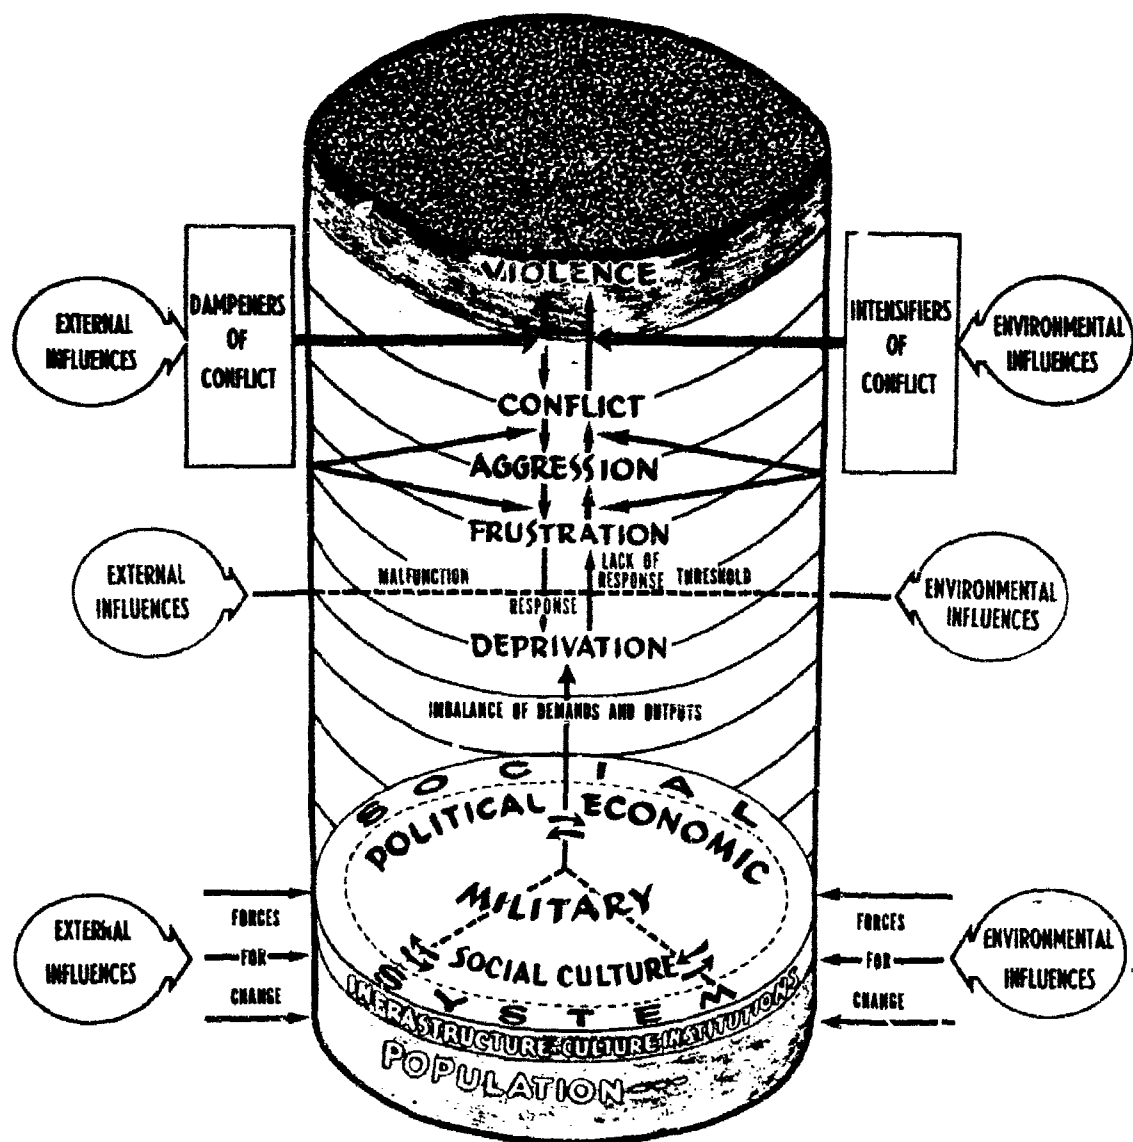 VIOLENCE
EXTERNAL
INFLUENCES
DAMPENERS
OF
CONFLICT
INTENSIFIERS
OF
CONFLICT
ENVIRONMENTAL
INFLUENCES
CONFLICT
AGGRESSION
FRUSTRATION
EXTERNAL
INFLUENCES
MALFUNCTION
LACK OF
RESPONSE
THRESHOLD
RESPONSE
ENVIRONMENTAL
INFLUENCES
DEPRIVATION
IMBALANCE OF DEMANDS AND OUTPUTS
SOCIAL
POLITICAL
ECONOMIC
MILITARY
SOCIAL CULTURE
SYSTEM
EXTERNAL
INFLUENCES
FORCES
FOR
CHANGE
FORCES
FOR
CHANGE
ENVIRONMENTAL
INFLUENCES
INFRASTRUCTURE-CULTURE-INSTITUTIONS
POPULATION